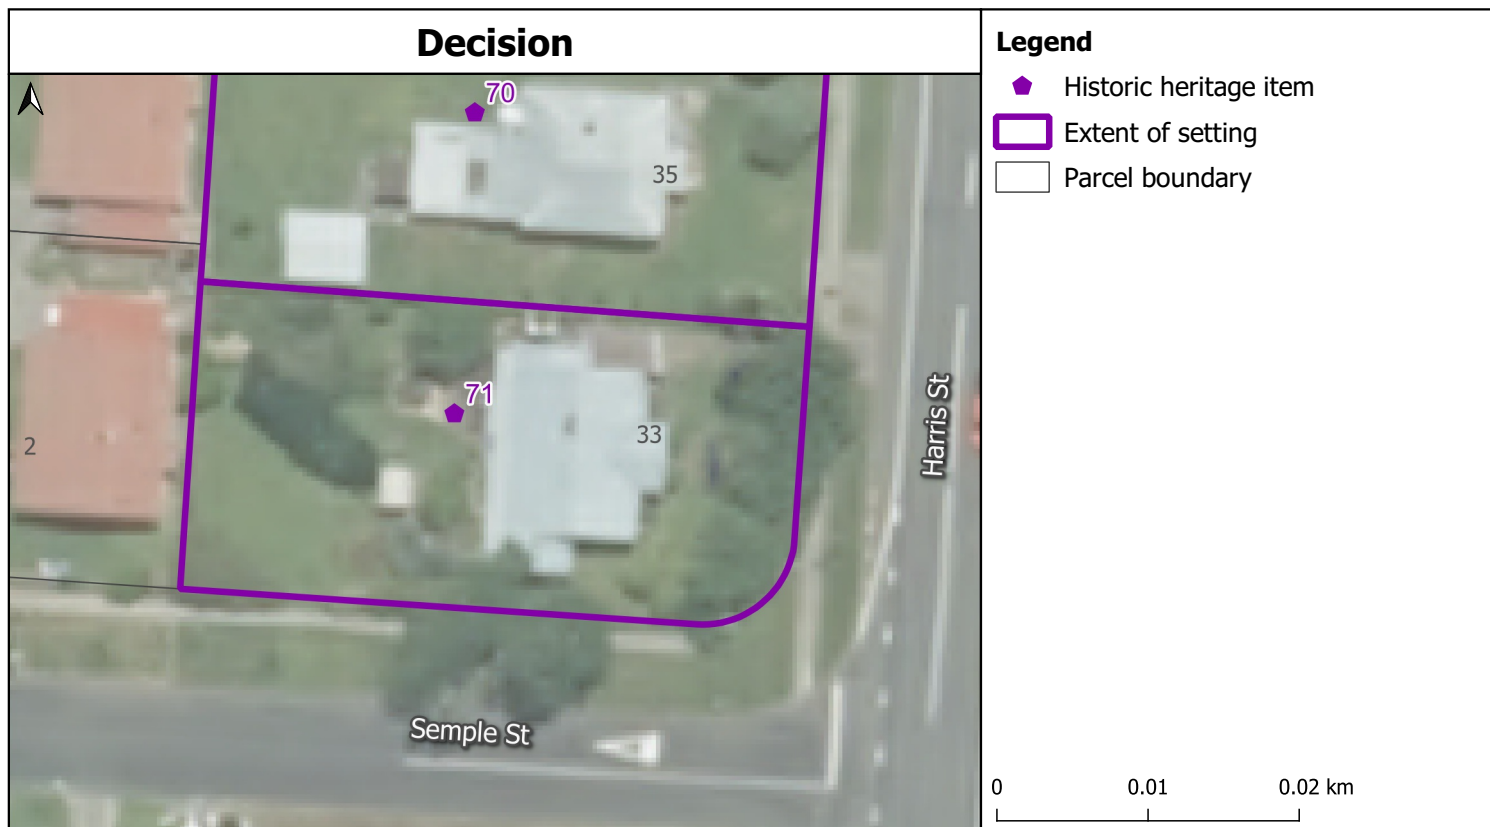 Decision
70
35
71
33
2
Harris St
Semple St
Legend
Historic heritage item
Extent of setting
Parcel boundary
0 0.01 0.02 km